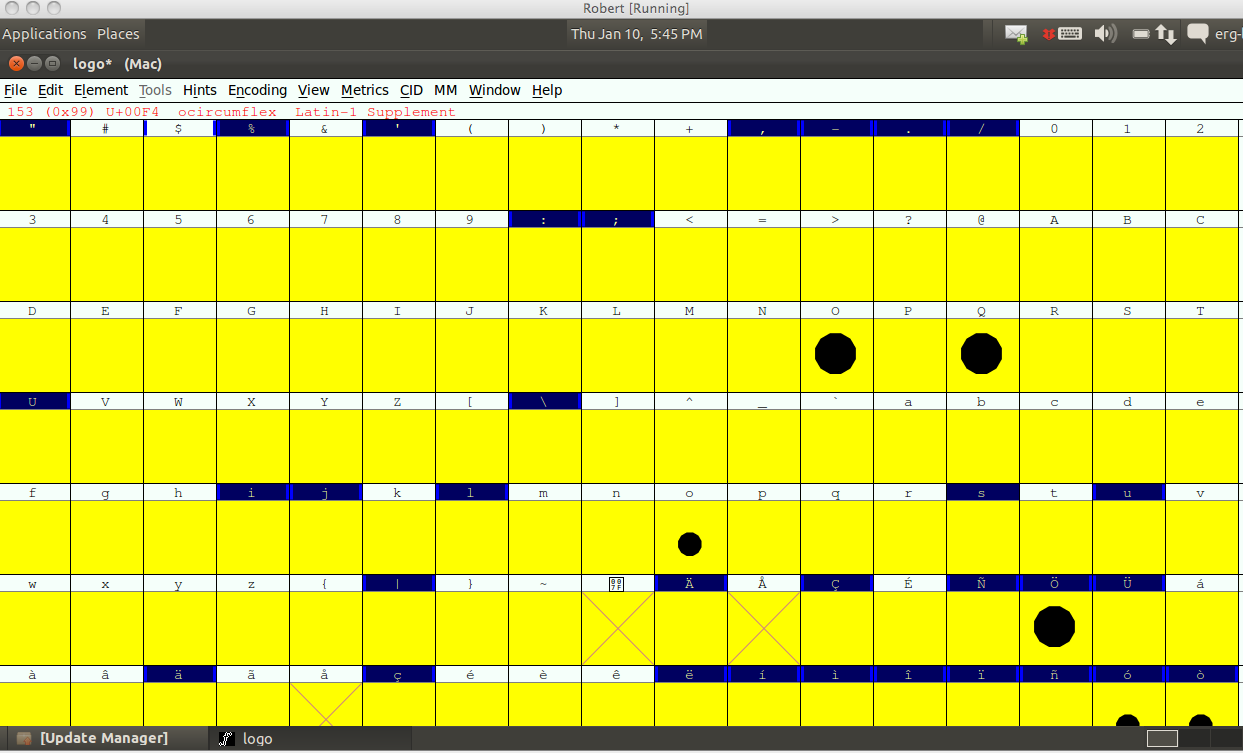 Robert [Running]
Applications Places Thu Jan 10, 5:45 PM erg-
logo* (Mac)
File Edit Element Tools Hints Encoding View Metrics CID MM Window Help
153 (0x99) U+00F4 ocircumflex Latin-1 Supplement
" # $ % & ' ( ) * + , - . / 0 1 2
3 4 5 6 7 8 9 : ; < = > ? @ A B C
D E F G H I J K L M N O P Q R S T
U V W X Y Z [ \ ] ^ _ ` a b c d e
f g h i j k l m n o p q r s t u v
w x y z { | } ~ 007F Ä Å Ç É Ñ Ö Ü á
à â ä ã å ç é è ê ë í ì î ï ñ ó ò
[Update Manager] logo